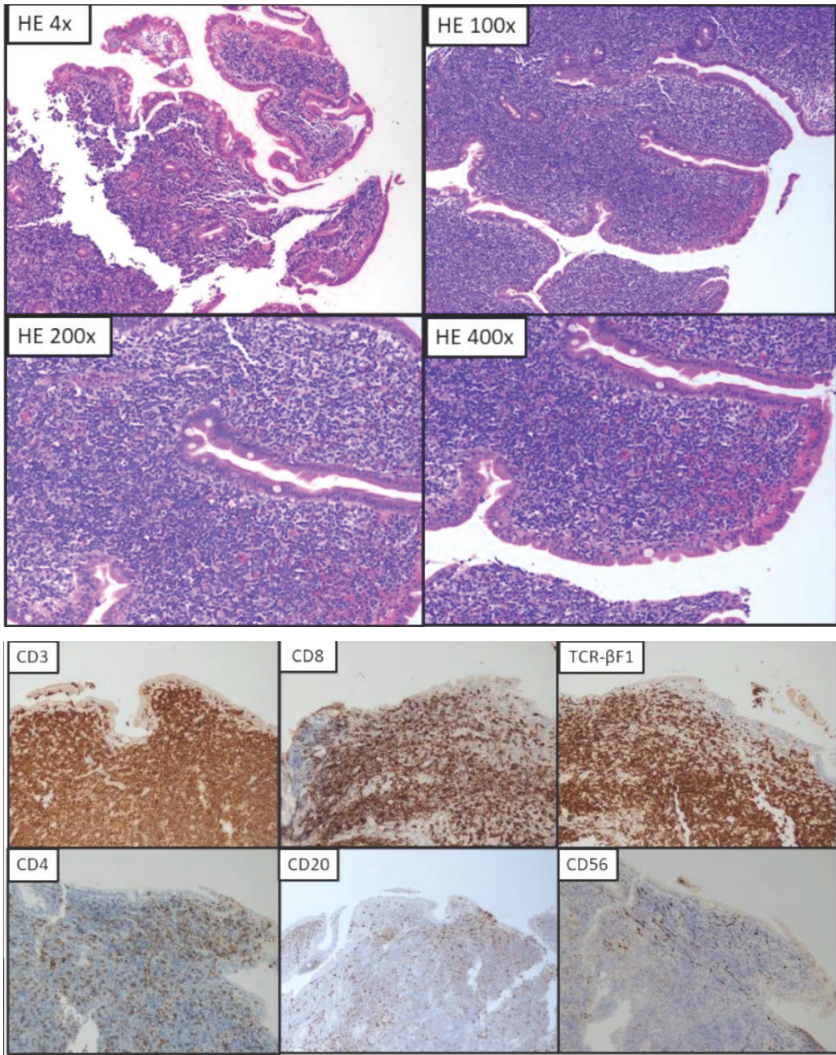 HE 4x
HE 100x
HE 200x
HE 400x
CD3
CD8
TCR-βF1
CD4
CD20
CD56